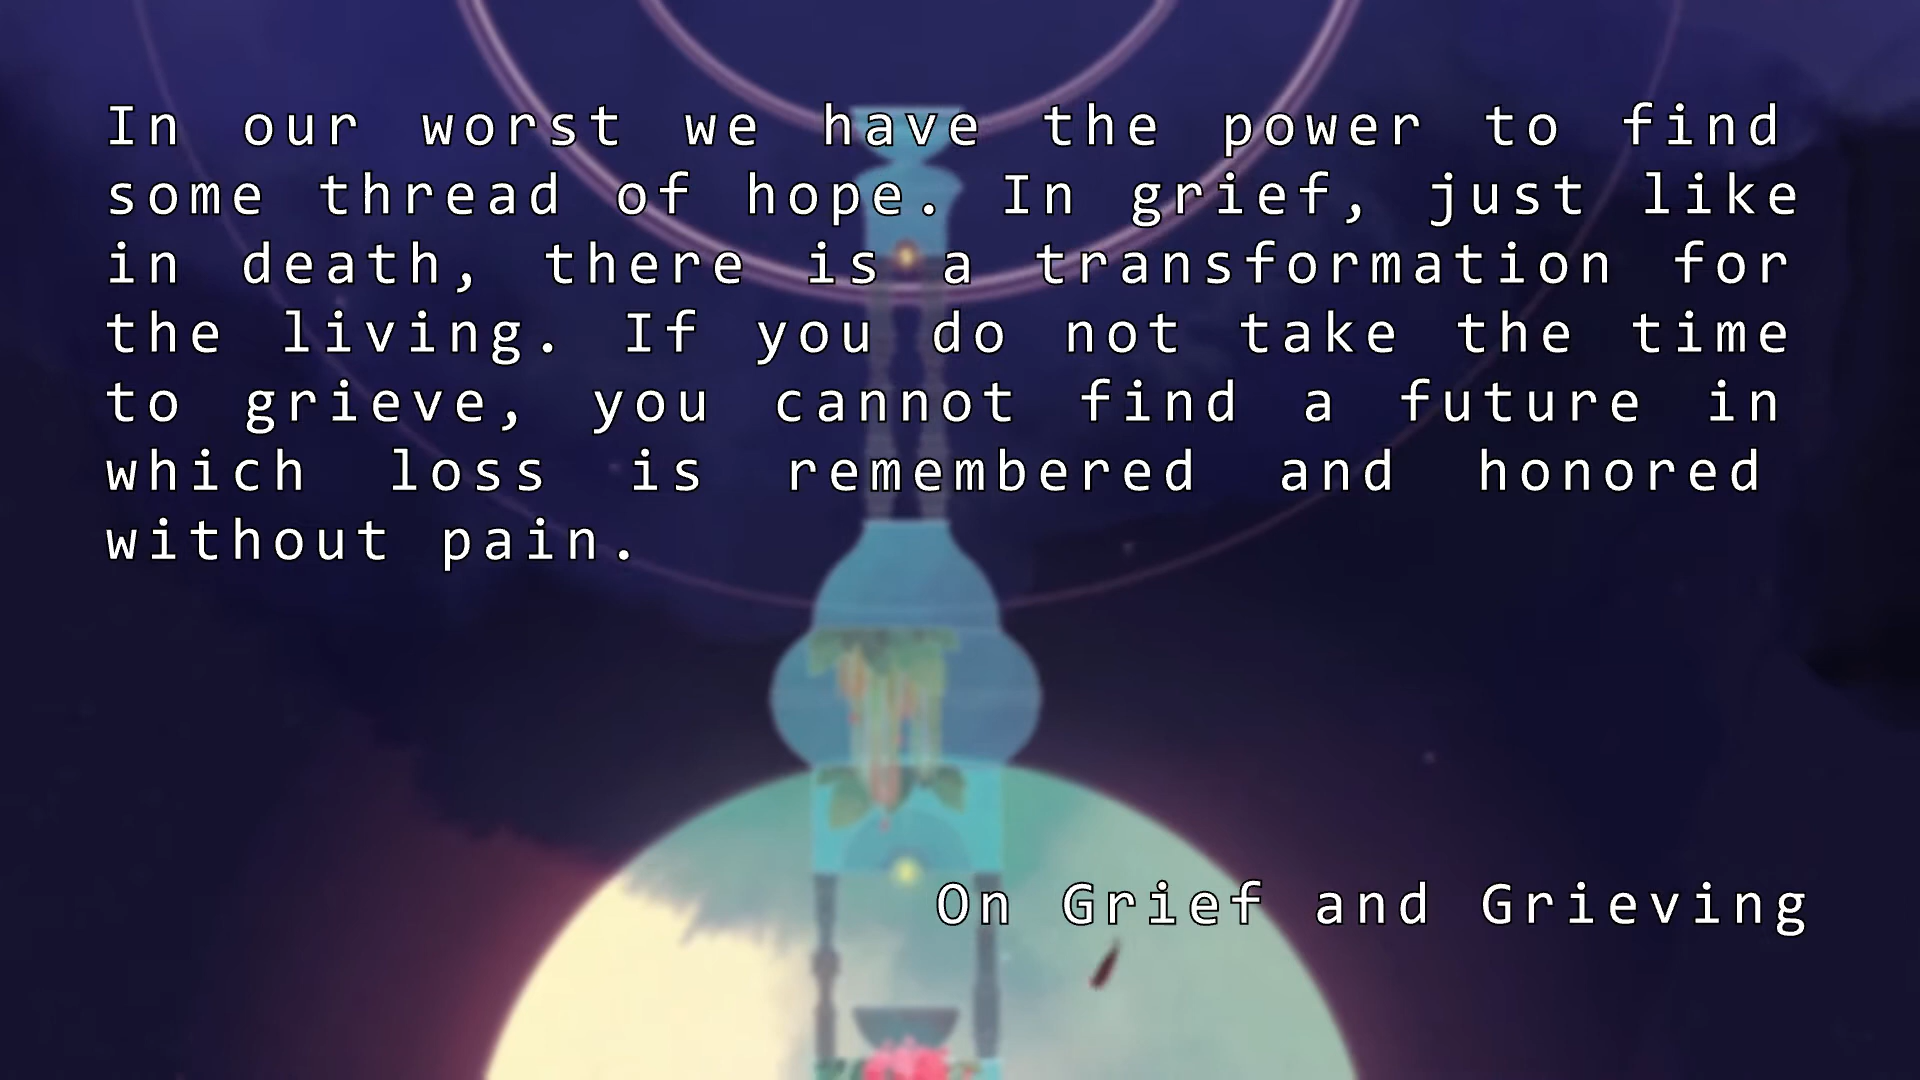 In our worst we have the power to find
some thread of hope. In grief, just like
in death, there is a transformation for
the living. If you do not take the time
to grieve, you cannot find a future in
which loss is remembered and honored
without pain.
On Grief and Grieving